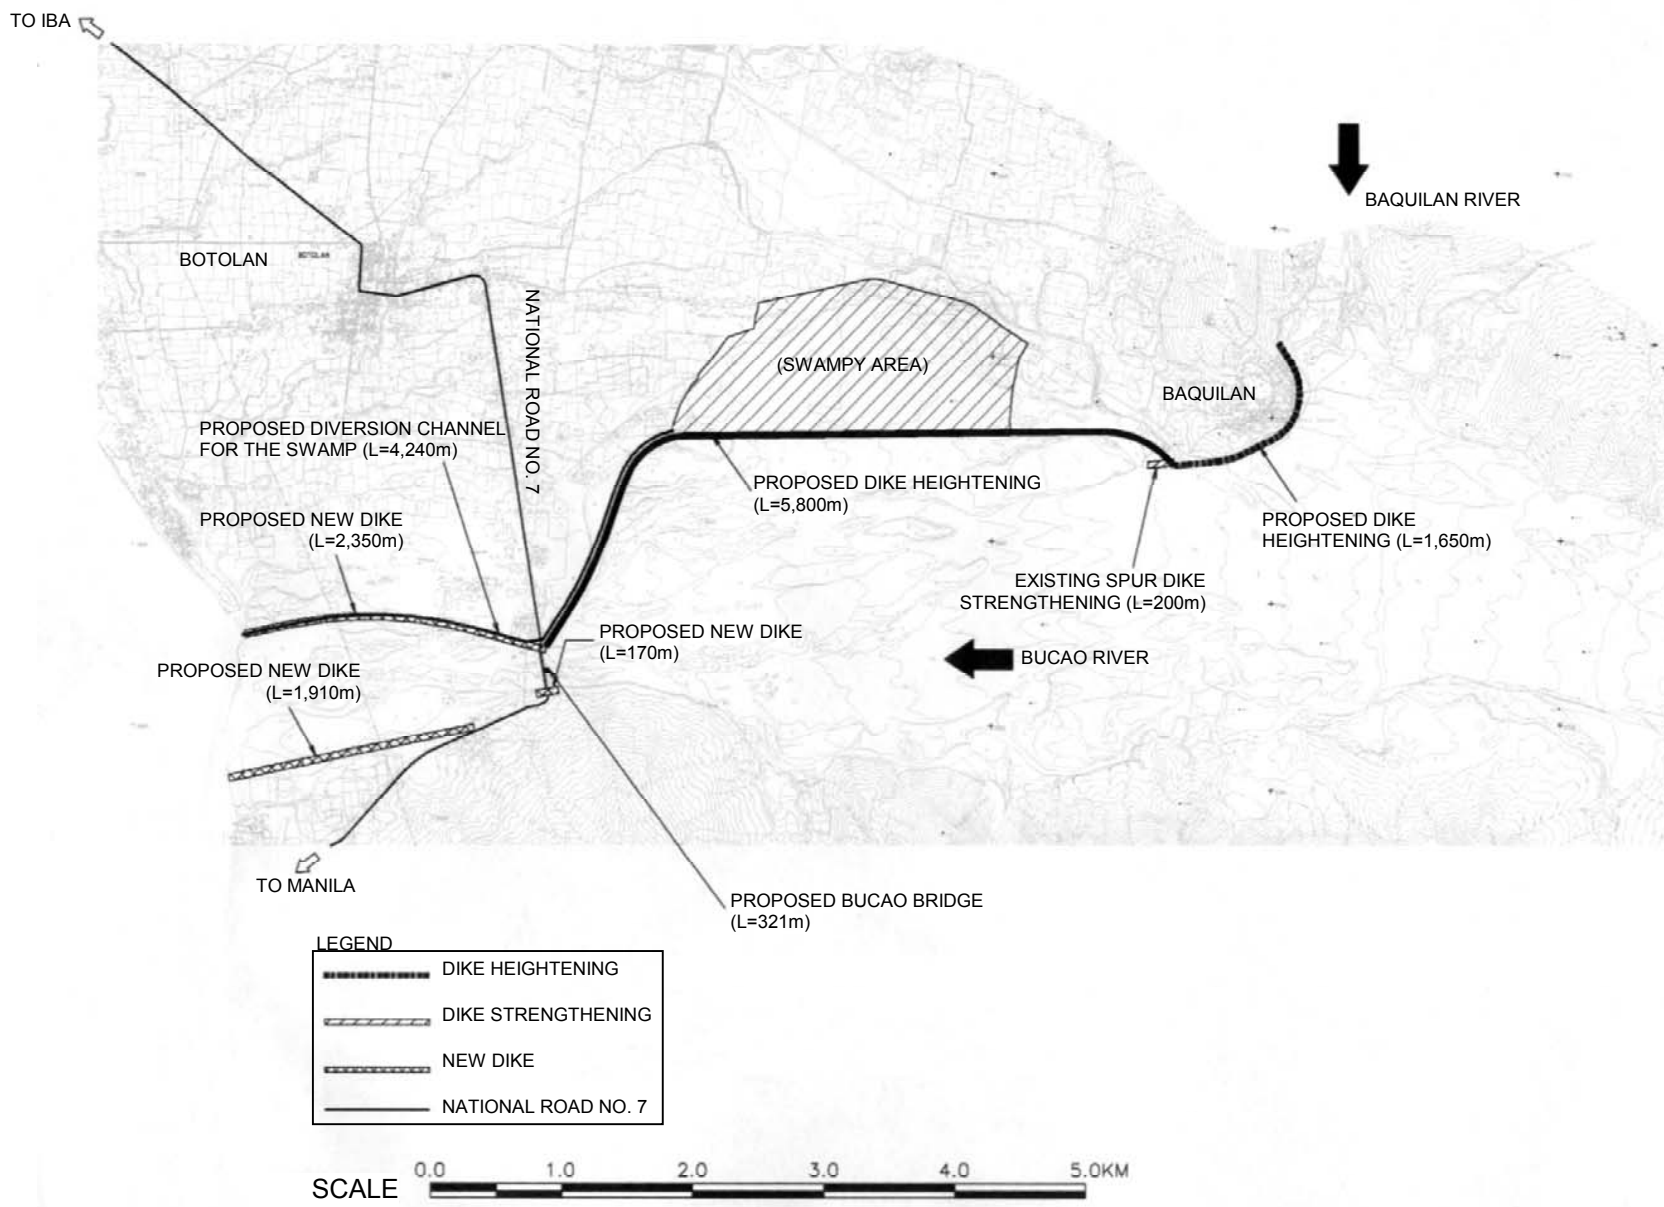 TO IBA
BAQUILAN RIVER
BOTOLAN
BOTOLAN
NATIONAL ROAD NO. 7
(SWAMPY AREA)
BAQUILAN
PROPOSED DIVERSION CHANNEL
FOR THE SWAMP (L=4,240m)
PROPOSED DIKE HEIGHTENING
(L=5,800m)
PROPOSED NEW DIKE
(L=2,350m)
PROPOSED DIKE
HEIGHTENING (L=1,650m)
EXISTING SPUR DIKE
STRENGTHENING (L=200m)
PROPOSED NEW DIKE
(L=170m)
BUCAO RIVER
PROPOSED NEW DIKE
(L=1,910m)
TO MANILA
PROPOSED BUCAO BRIDGE
(L=321m)
LEGEND
DIKE HEIGHTENING
DIKE STRENGTHENING
NEW DIKE
NATIONAL ROAD NO. 7
0.0 1.0 2.0 3.0 4.0 5.0KM
SCALE